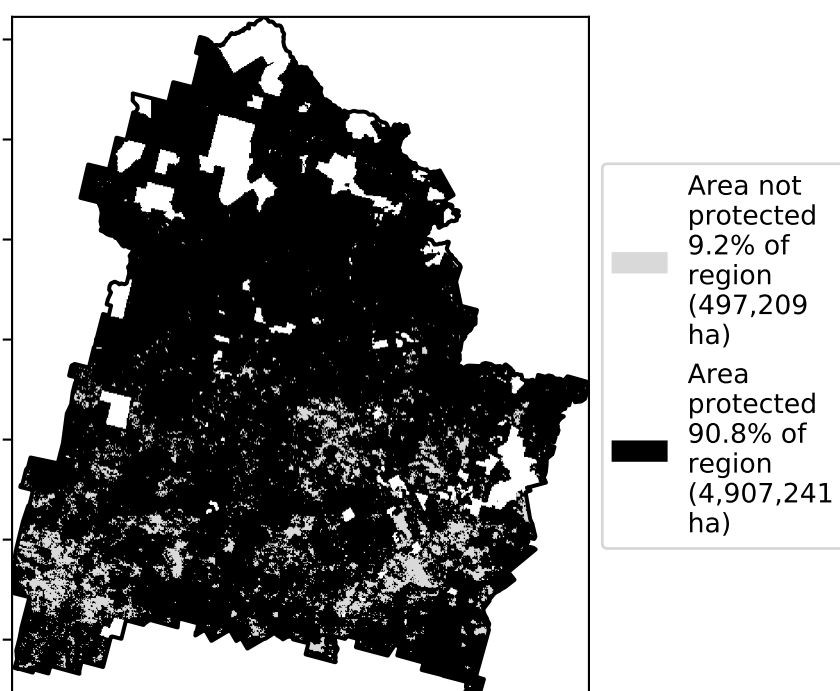 Area not
protected
9.2% of
region
(497,209
ha)
Area
protected
90.8% of
region
(4,907,241
ha)